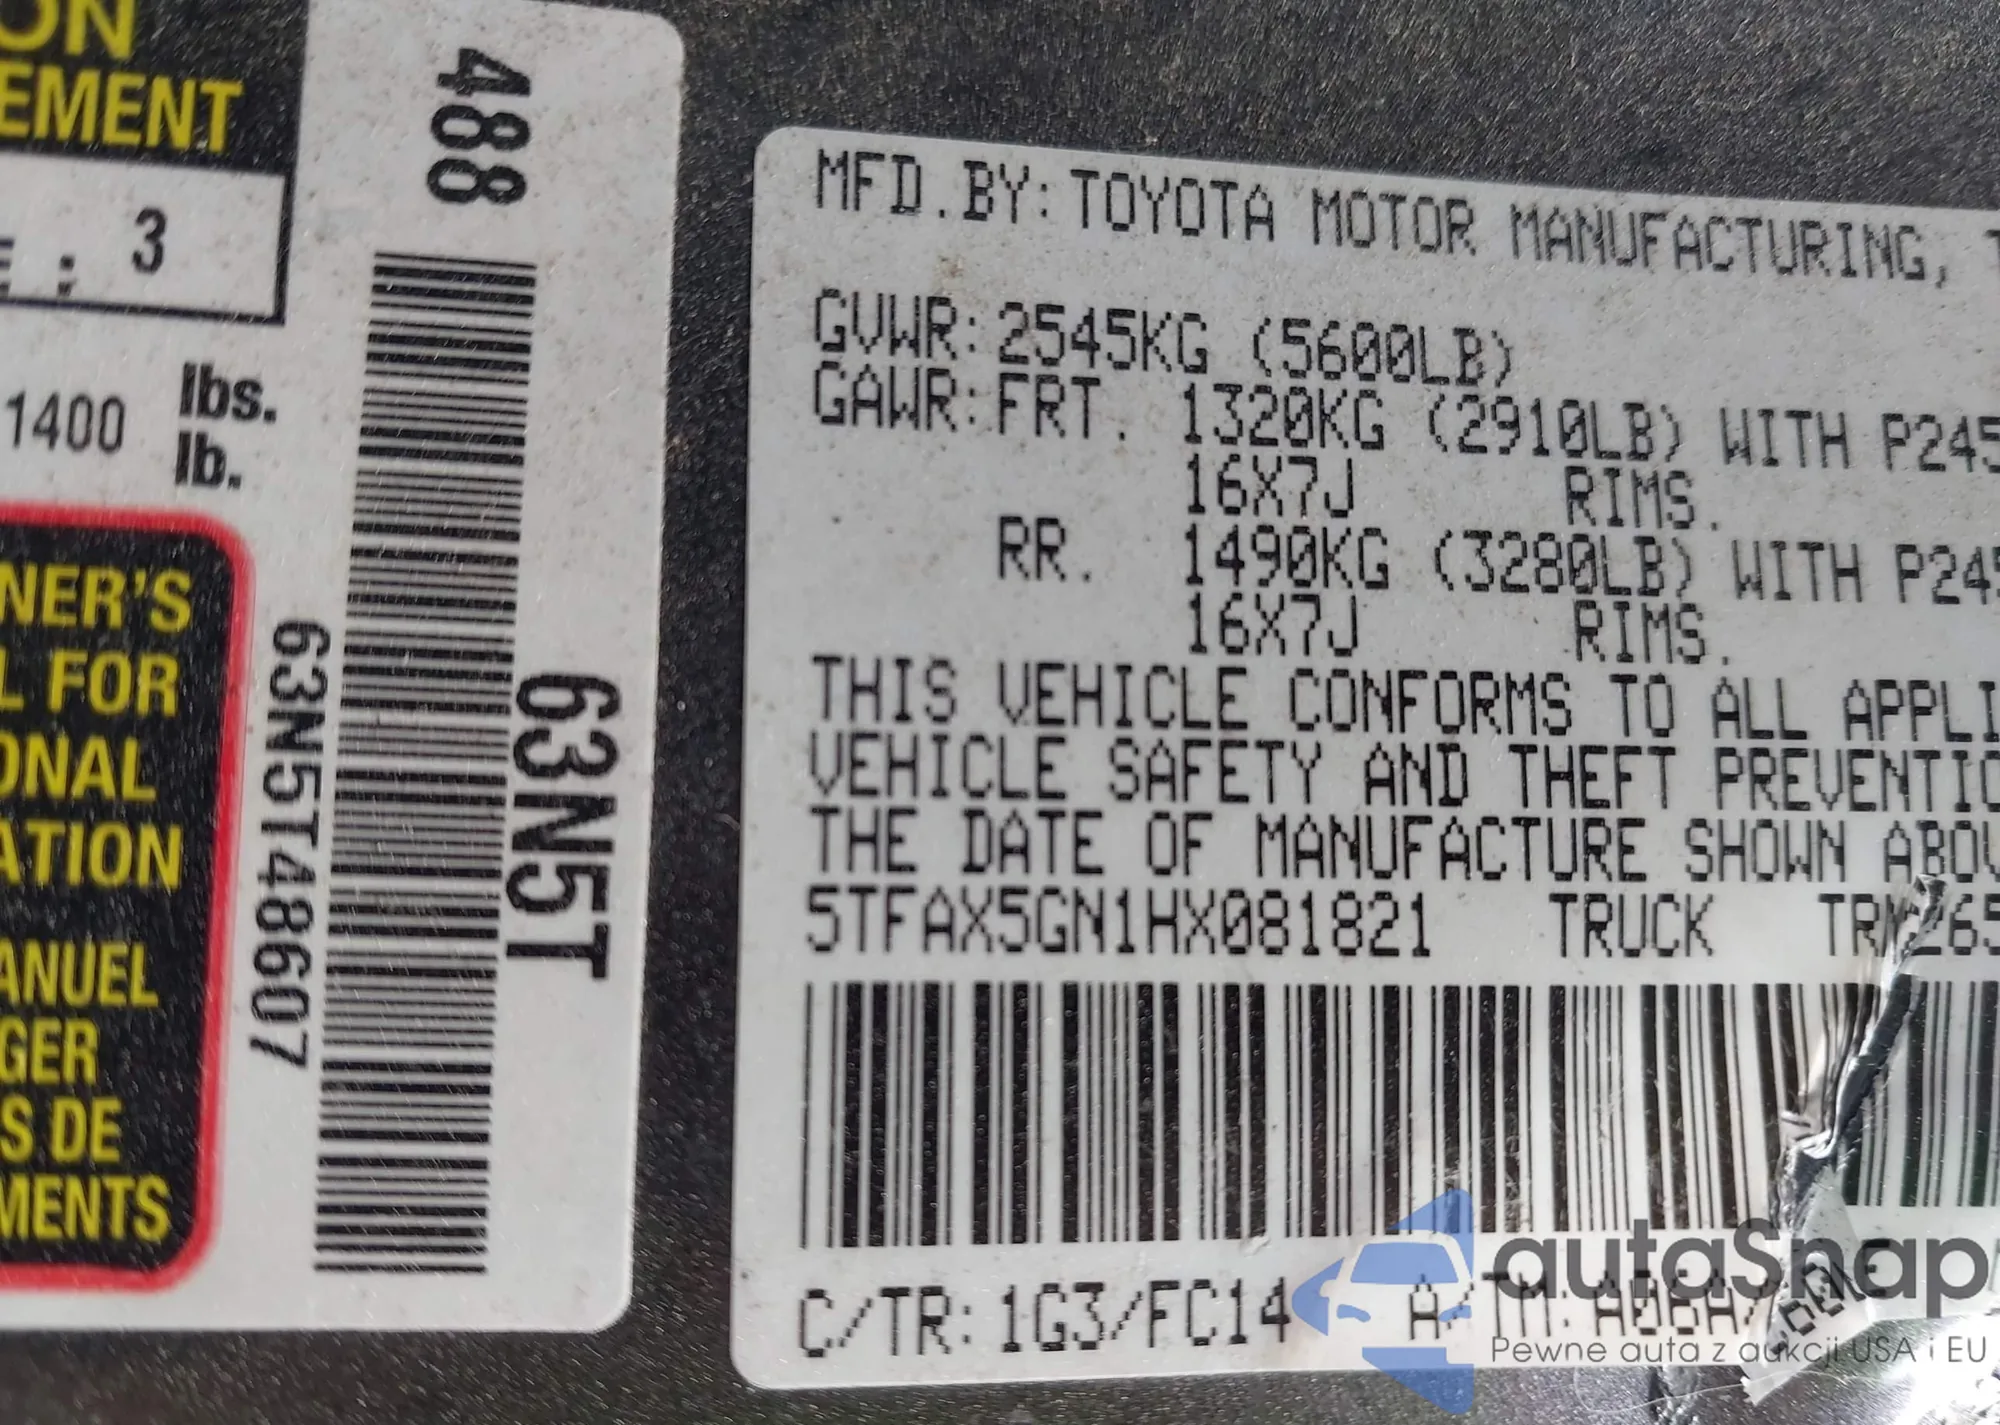 ON
EMENT
3
1400 lbs.
lb.
NER'S
L FOR
ONAL
ATION
ANUEL
GER
S DE
MENTS
488
63N5T48607
63N5T
MFD.BY:TOYOTA MOTOR MANUFACTURING,
GVWR:2545KG (5600LB)
GAWR:FRT. 1320KG (2910LB) WITH P245
16X7J RIMS.
RR. 1490KG (3280LB) WITH P245
16X7J RIMS.
THIS VEHICLE CONFORMS TO ALL APPLI
VEHICLE SAFETY AND THEFT PREVENTIO
THE DATE OF MANUFACTURE SHOWN ABOV
5TFAX5GN1HX081821 TRUCK
C/TR:1G3/FC14 A/TM:A06A/
autaSnap
Pewne auta z aukcji USA i EU